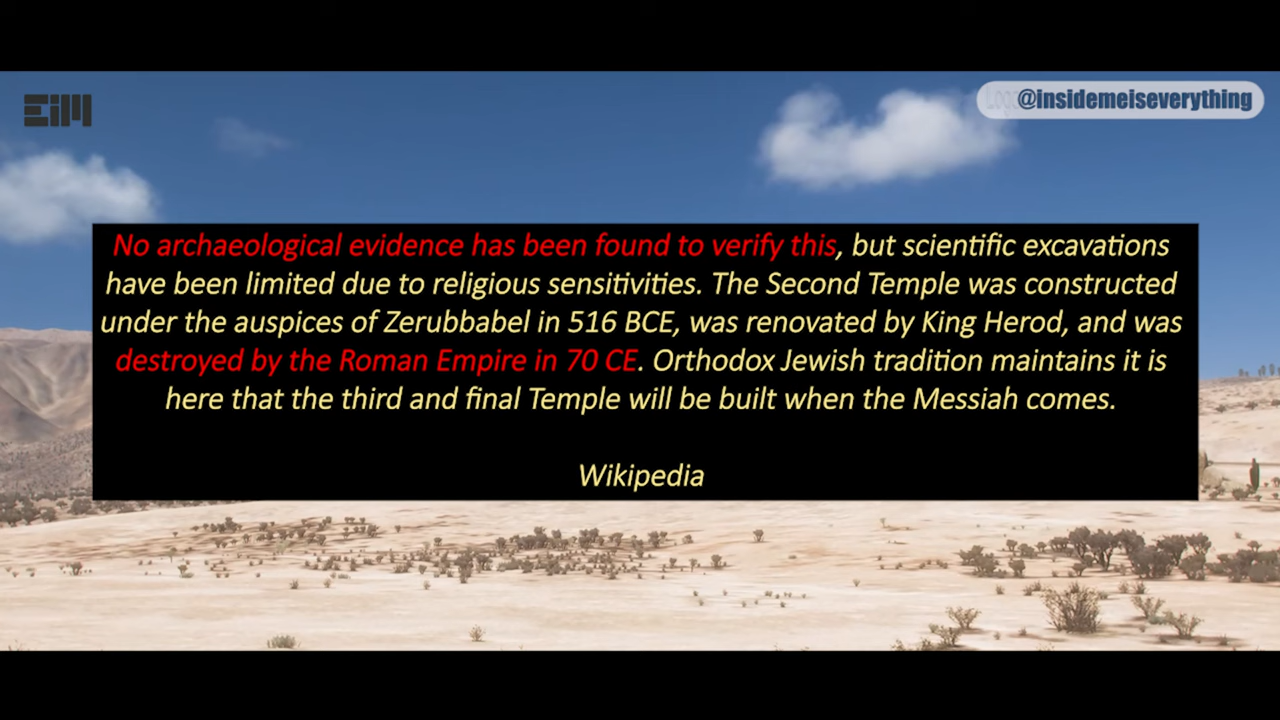 EiM
@insidemeiseverything
No archaeological evidence has been found to verify this, but scientific excavations
have been limited due to religious sensitivities. The Second Temple was constructed
under the auspices of Zerubbabel in 516 BCE, was renovated by King Herod, and was
destroyed by the Roman Empire in 70 CE. Orthodox Jewish tradition maintains it is
here that the third and final Temple will be built when the Messiah comes.
Wikipedia